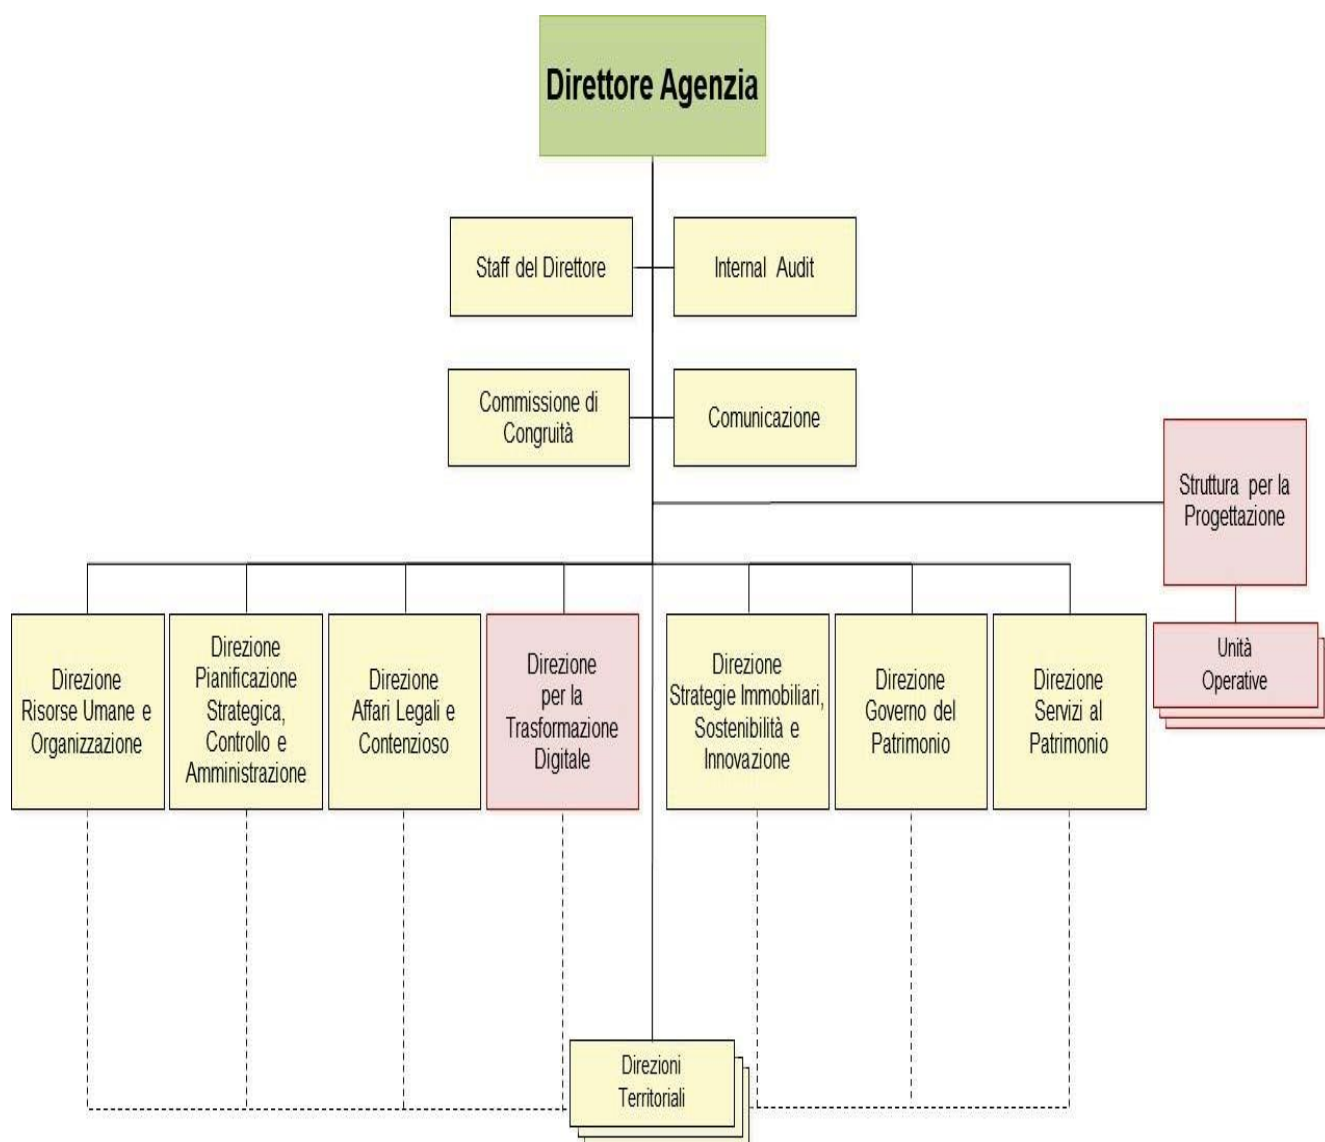 Direttore Agenzia
Staff del Direttore
Internal Audit
Commissione di
Congruità
Comunicazione
Struttura per la
Progettazione
Unità
Operative
Direzione
Risorse Umane e
Organizzazione
Direzione
Pianificazione
Strategica,
Controllo e
Amministrazione
Direzione
Affari Legali e
Contenzioso
Direzione
per la
Trasformazione
Digitale
Direzione
Strategie Immobiliari,
Sostenibilità e
Innovazione
Direzione
Governo del
Patrimonio
Direzione
Servizi al
Patrimonio
Direzioni
Territoriali